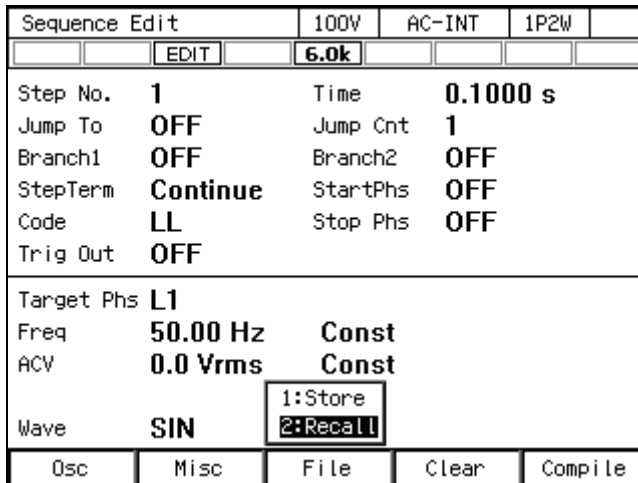 Sequence Edit 100V AC-INT 1P2W
EDIT 6.0k
Step No. 1 Time 0.1000 s
Jump To OFF Jump Cnt 1
Branch1 OFF Branch2 OFF
StepTerm Continue StartPhs OFF
Code LL Stop Phs OFF
Trig Out OFF
Target Phs L1
Freq 50.00 Hz Const
ACV 0.0 Vrms Const
1:Store
Wave SIN 2:Recall
Osc Misc File Clear Compile